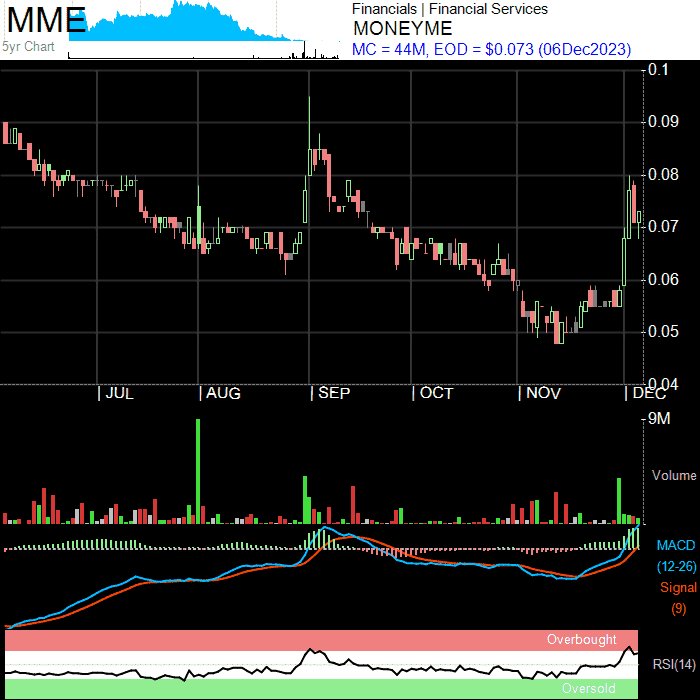 MME
5yr Chart
Financials | Financial Services
MONEYME
MC = 44M, EOD = $0.073 (06Dec2023)
0.1
0.09
0.08
0.07
0.06
0.05
0.04
| JUL | AUG | SEP | OCT | NOV | DEC
9M
Volume
MACD
(12-26)
Signal
(9)
Overbought
RSI(14)
Oversold